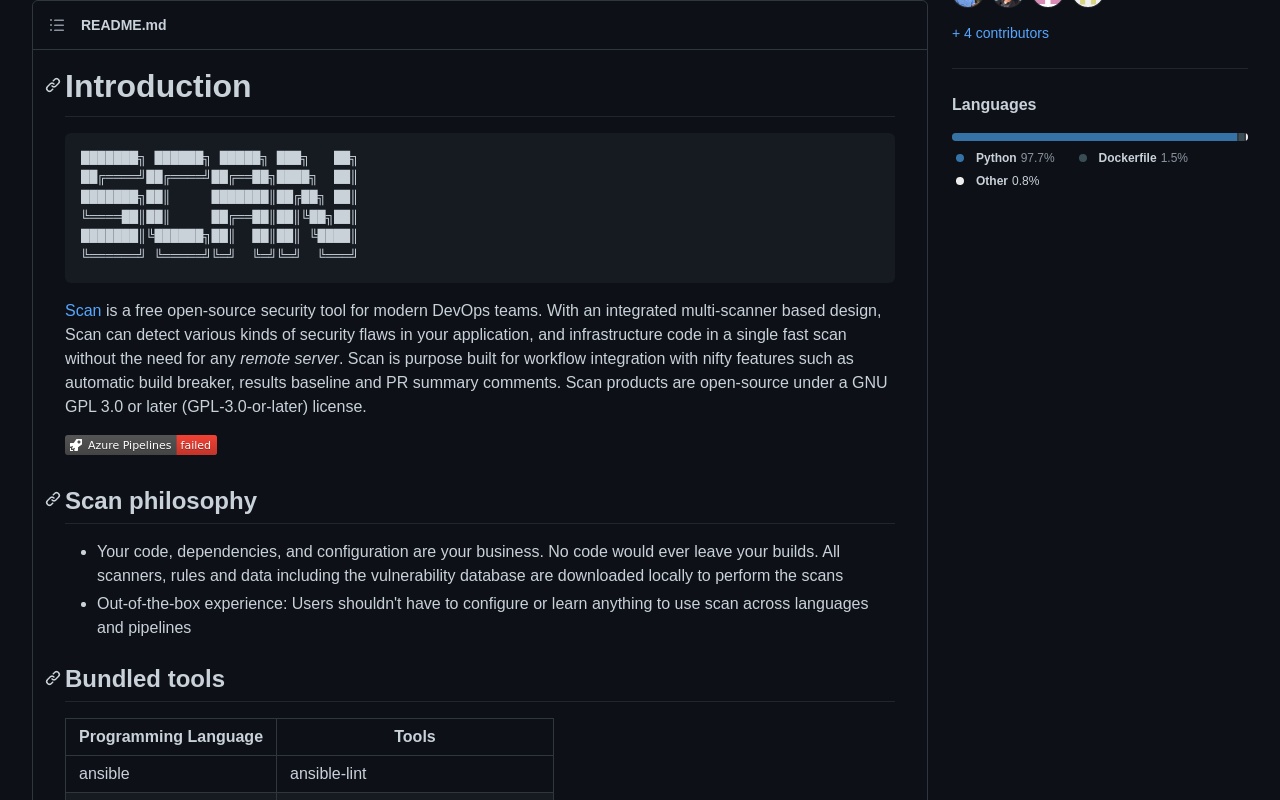 README.md
Introduction
SCAN
Scan is a free open-source security tool for modern DevOps teams. With an integrated multi-scanner based design,
Scan can detect various kinds of security flaws in your application, and infrastructure code in a single fast scan
without the need for any remote server. Scan is purpose built for workflow integration with nifty features such as
automatic build breaker, results baseline and PR summary comments. Scan products are open-source under a GNU
GPL 3.0 or later (GPL-3.0-or-later) license.
Azure Pipelines failed
Scan philosophy
• Your code, dependencies, and configuration are your business. No code would ever leave your builds. All
scanners, rules and data including the vulnerability database are downloaded locally to perform the scans
• Out-of-the-box experience: Users shouldn't have to configure or learn anything to use scan across languages
and pipelines
Bundled tools
Programming Language Tools
ansible ansible-lint
+ 4 contributors
Languages
Python 97.7% Dockerfile 1.5%
Other 0.8%